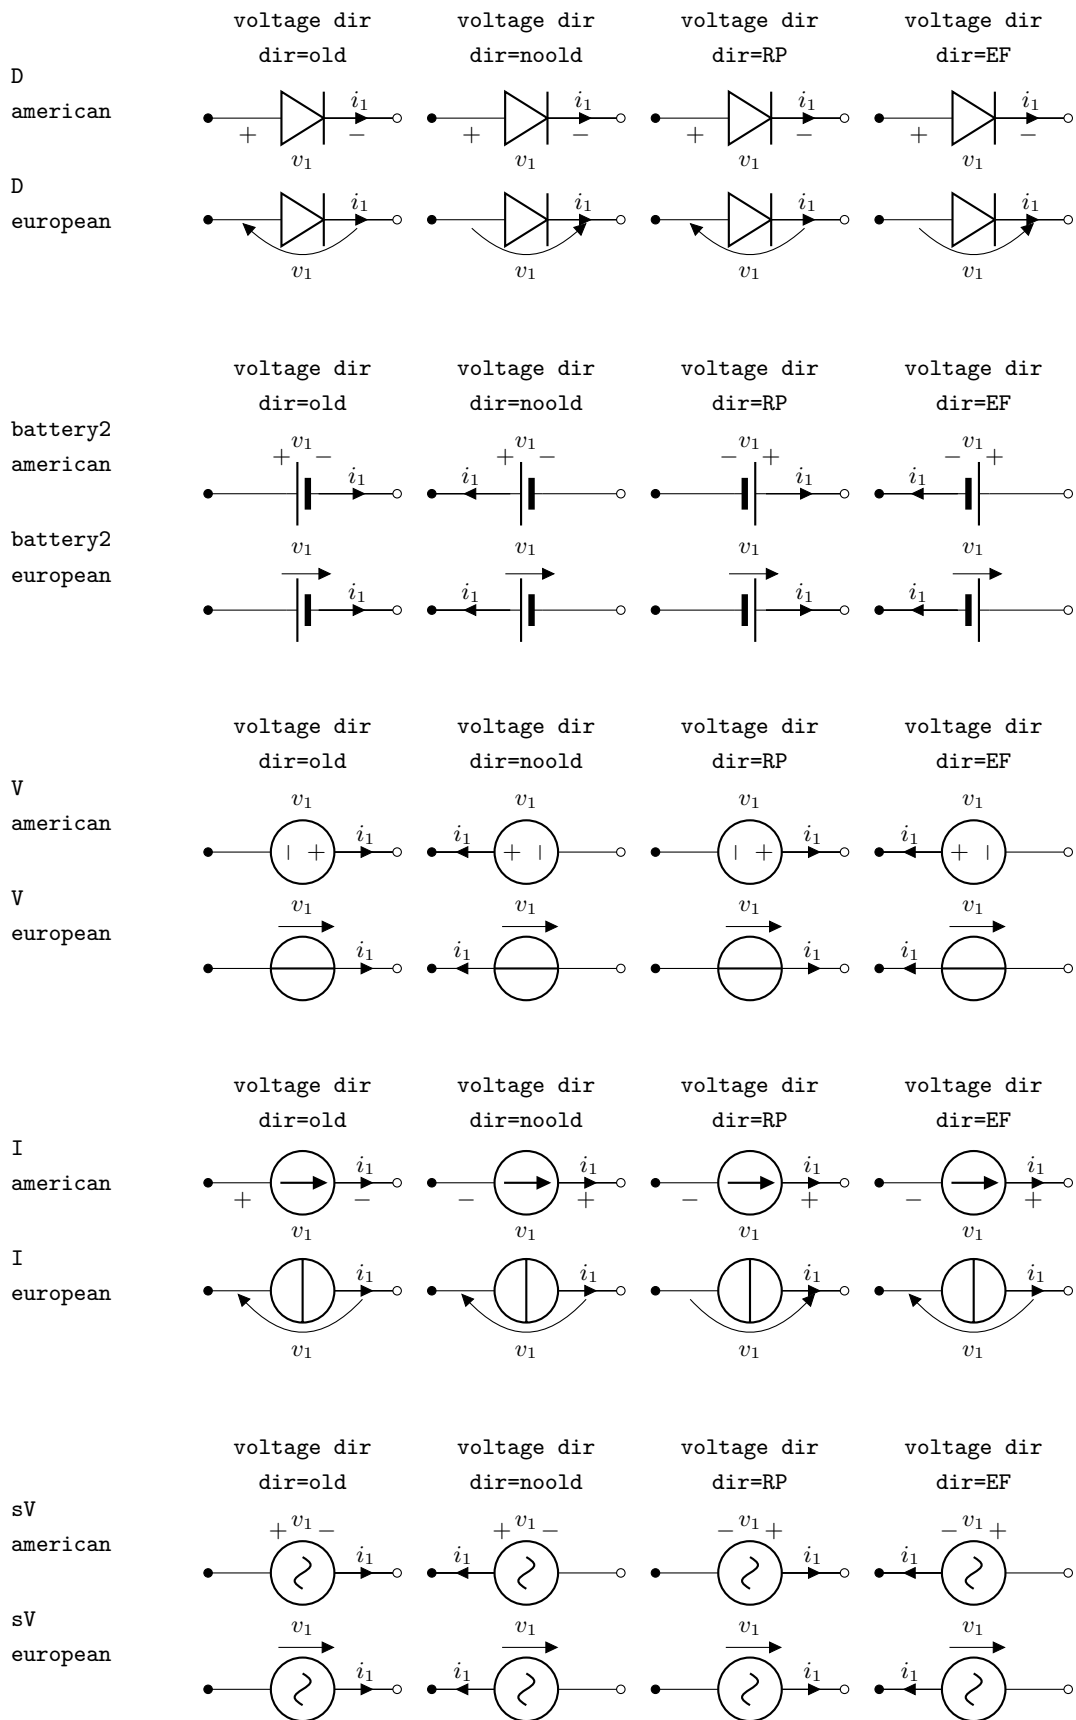 voltage dir voltage dir voltage dir voltage dir
dir=old dir=noold dir=RP dir=EF
D
american
i1 i1 i1 i1
+ − + − + − + −
v1 v1 v1 v1
D
european
i1 i1 i1 i1
v1 v1 v1 v1
voltage dir voltage dir voltage dir voltage dir
dir=old dir=noold dir=RP dir=EF
battery2
american
+ v1 − + v1 − − v1 + − v1 +
i1 i1 i1 i1
battery2
european
v1 v1 v1 v1
i1 i1 i1 i1
voltage dir voltage dir voltage dir voltage dir
dir=old dir=noold dir=RP dir=EF
V
american
v1 v1 v1 v1
− + i1 i1 + − − + i1 i1 + −
V
european
v1 v1 v1 v1
i1 i1 i1 i1
voltage dir voltage dir voltage dir voltage dir
dir=old dir=noold dir=RP dir=EF
I
american
i1 i1 i1 i1
+ − − + − + − +
v1 v1 v1 v1
I
european
i1 i1 i1 i1
v1 v1 v1 v1
voltage dir voltage dir voltage dir voltage dir
dir=old dir=noold dir=RP dir=EF
sV
american
+ v1 − + v1 − − v1 + − v1 +
i1 i1 i1 i1
sV
european
v1 v1 v1 v1
i1 i1 i1 i1